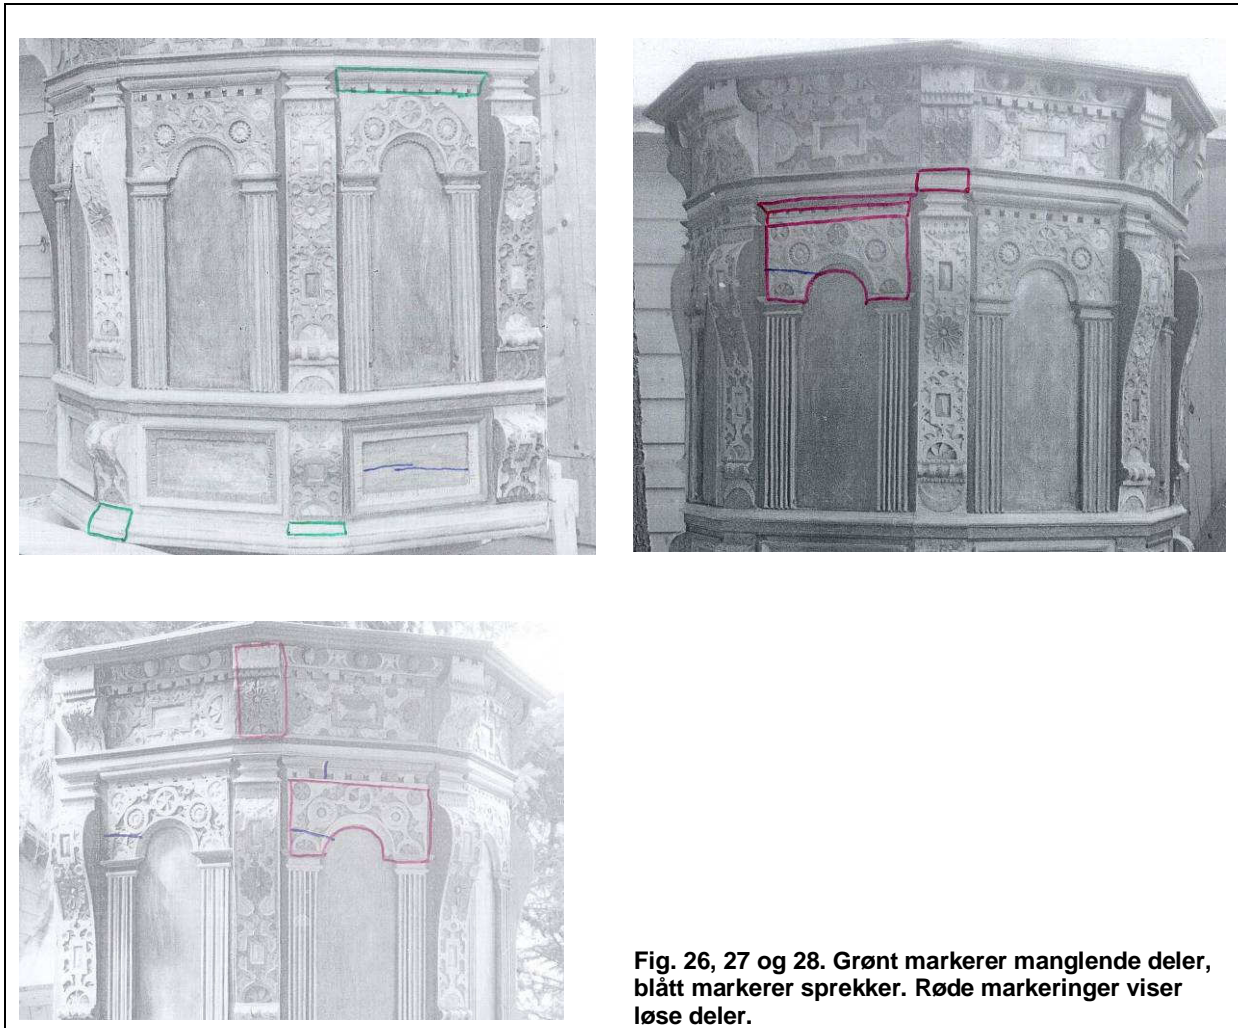 Fig. 26, 27 og 28. Grønt markerer manglende deler,
blått markerer sprekker. Røde markeringer viser
løse deler.